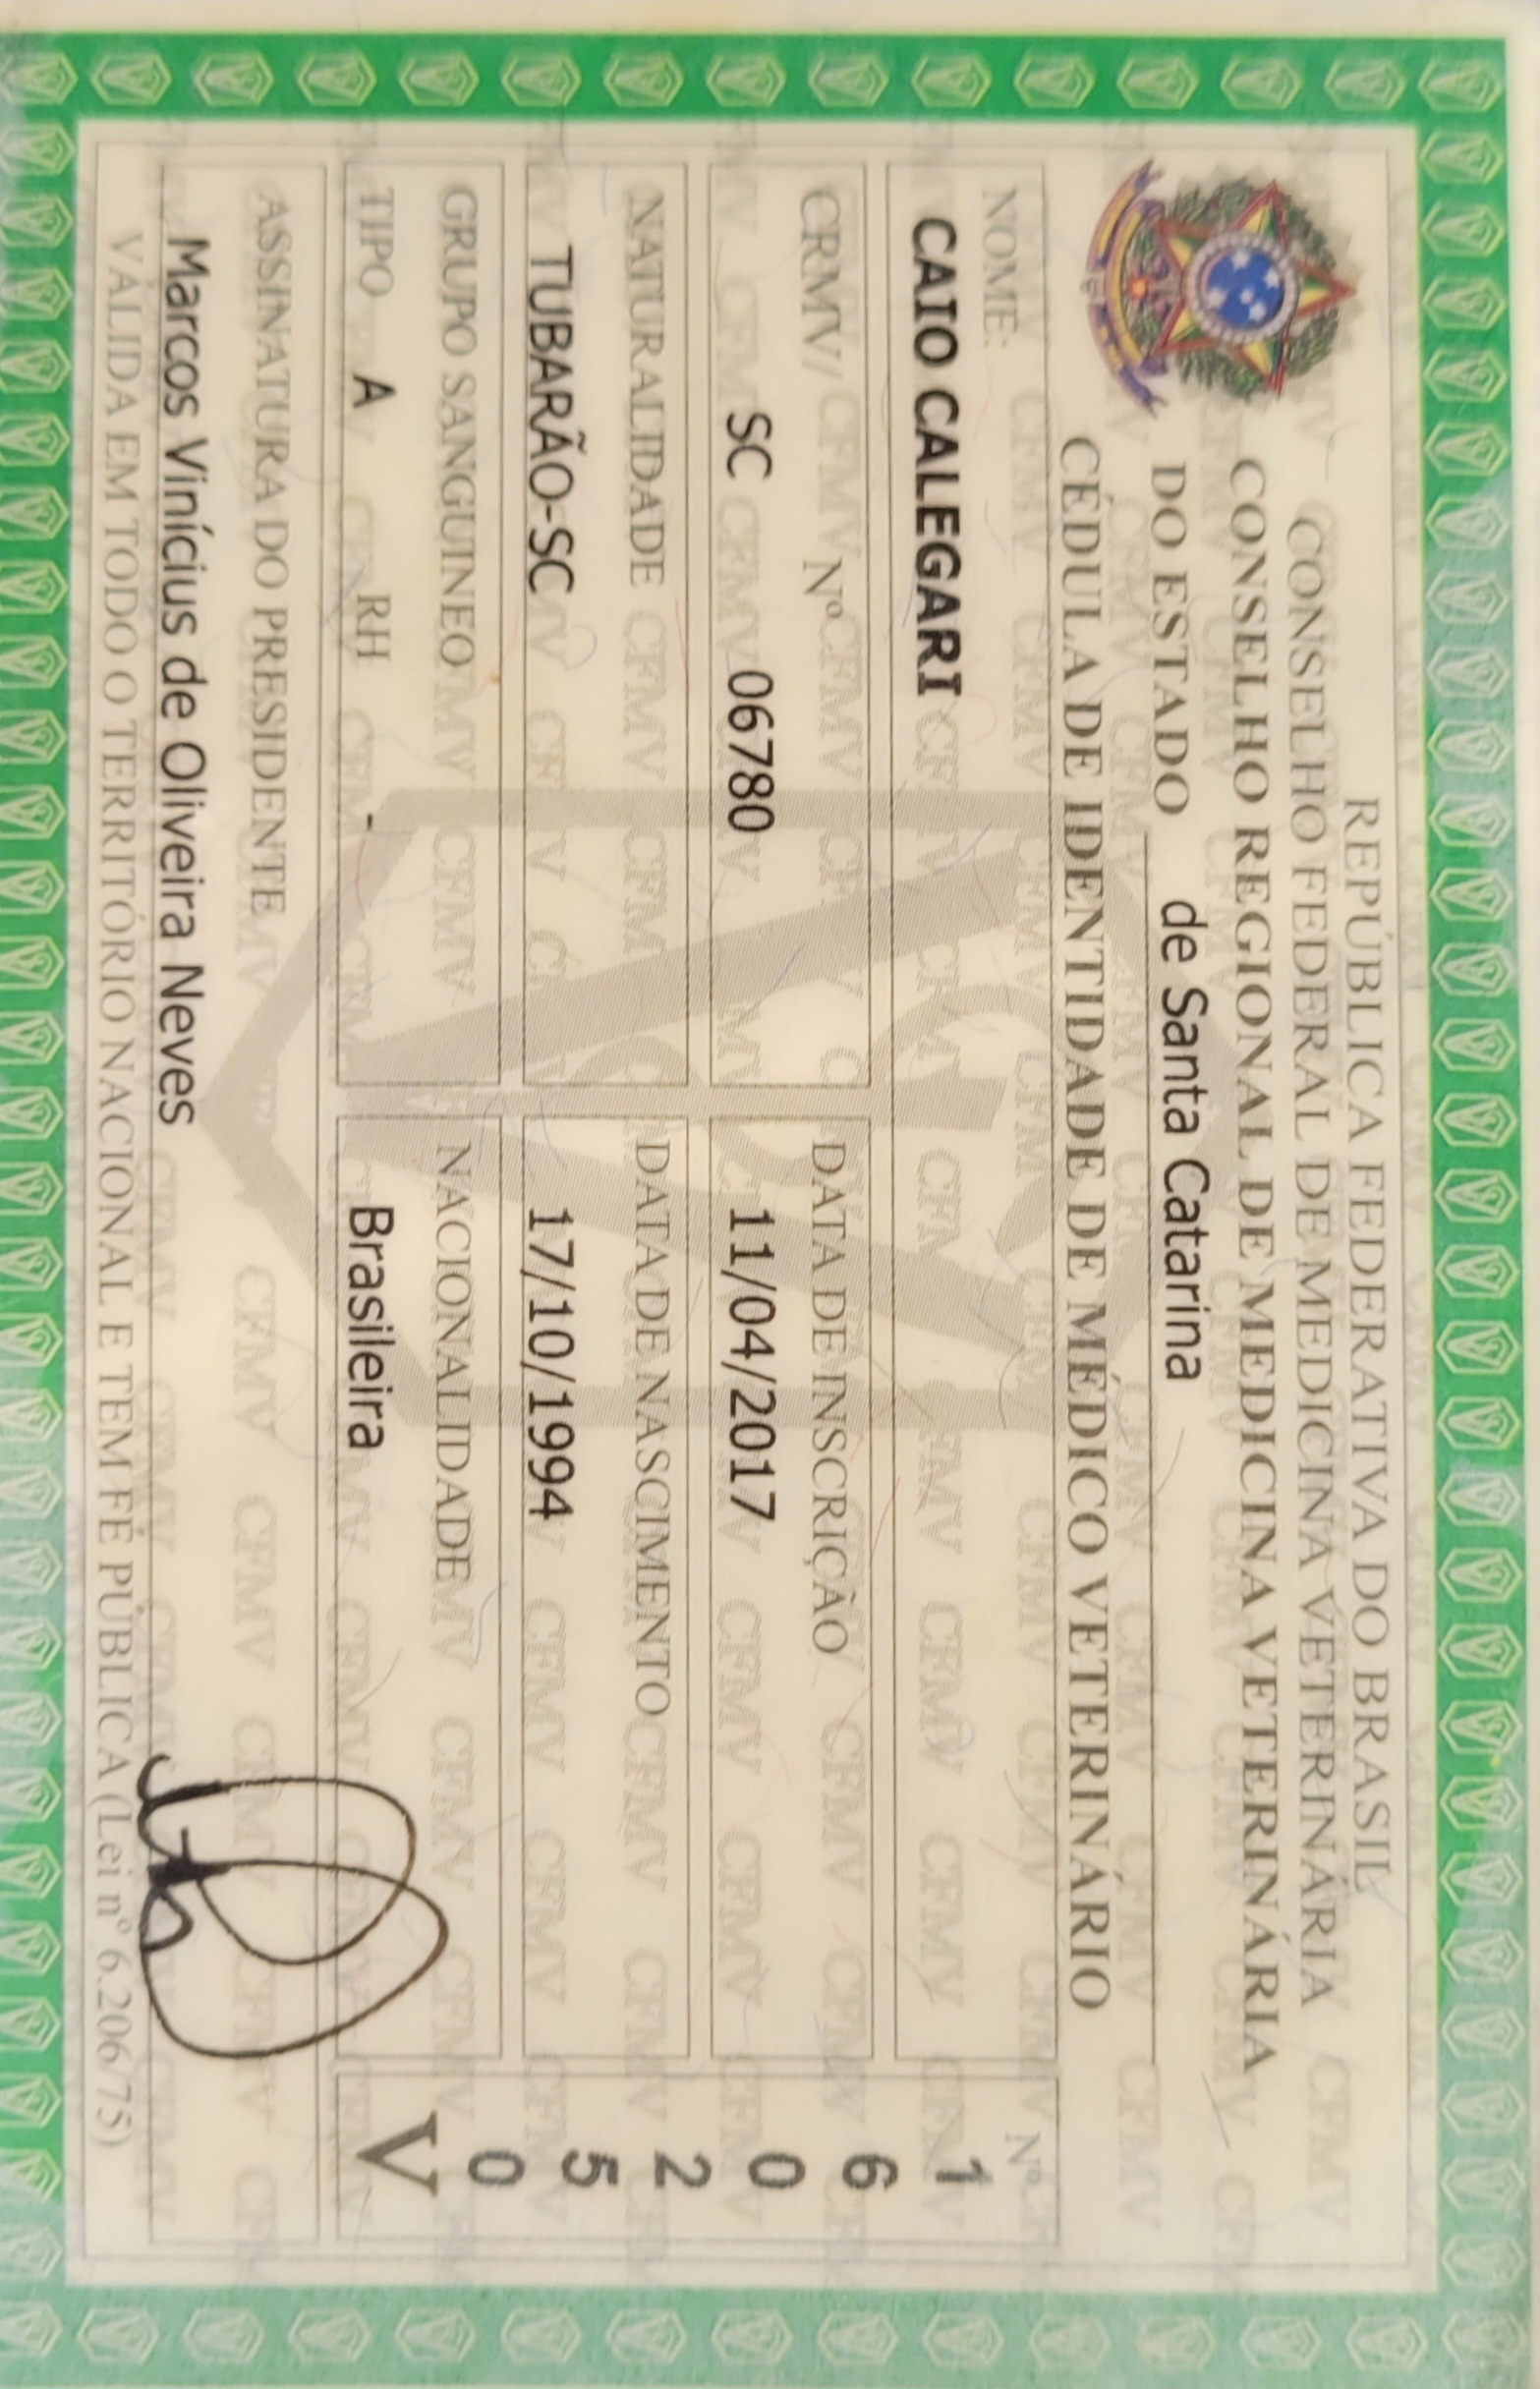 REPÚBLICA FEDERATIVA DO BRASIL
CONSELHO FEDERAL DE MEDICINA VETERINÁRIA
CONSELHO REGIONAL DE MEDICINA VETERINÁRIA
DO ESTADO de Santa Catarina
CÉDULA DE IDENTIDADE DE MÉDICO VETERINÁRIO
NOME:
CAIO CALEGARI
CRMV/ Nº
SC 06780
DATA DE INSCRIÇÃO
11/04/2017
NATURALIDADE
TUBARÃO-SC
DATA DE NASCIMENTO
17/10/1994
GRUPO SANGUINEO
TIPO A RH -
NACIONALIDADE
Brasileira
Nº
1
6
0
2
5
0
V
ASSINATURA DO PRESIDENTE
Marcos Vinícius de Oliveira Neves
VÁLIDA EM TODO O TERRITÓRIO NACIONAL E TEM FÉ PÚBLICA (Lei nº 6.206/75)